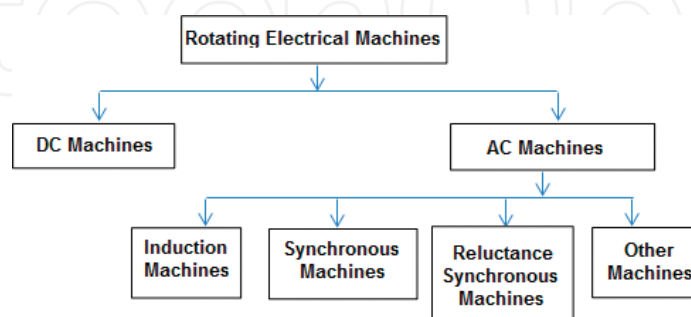 Rotating Electrical Machines
DC Machines
AC Machines
Induction
Machines
Synchronous
Machines
Reluctance
Synchronous
Machines
Other
Machines